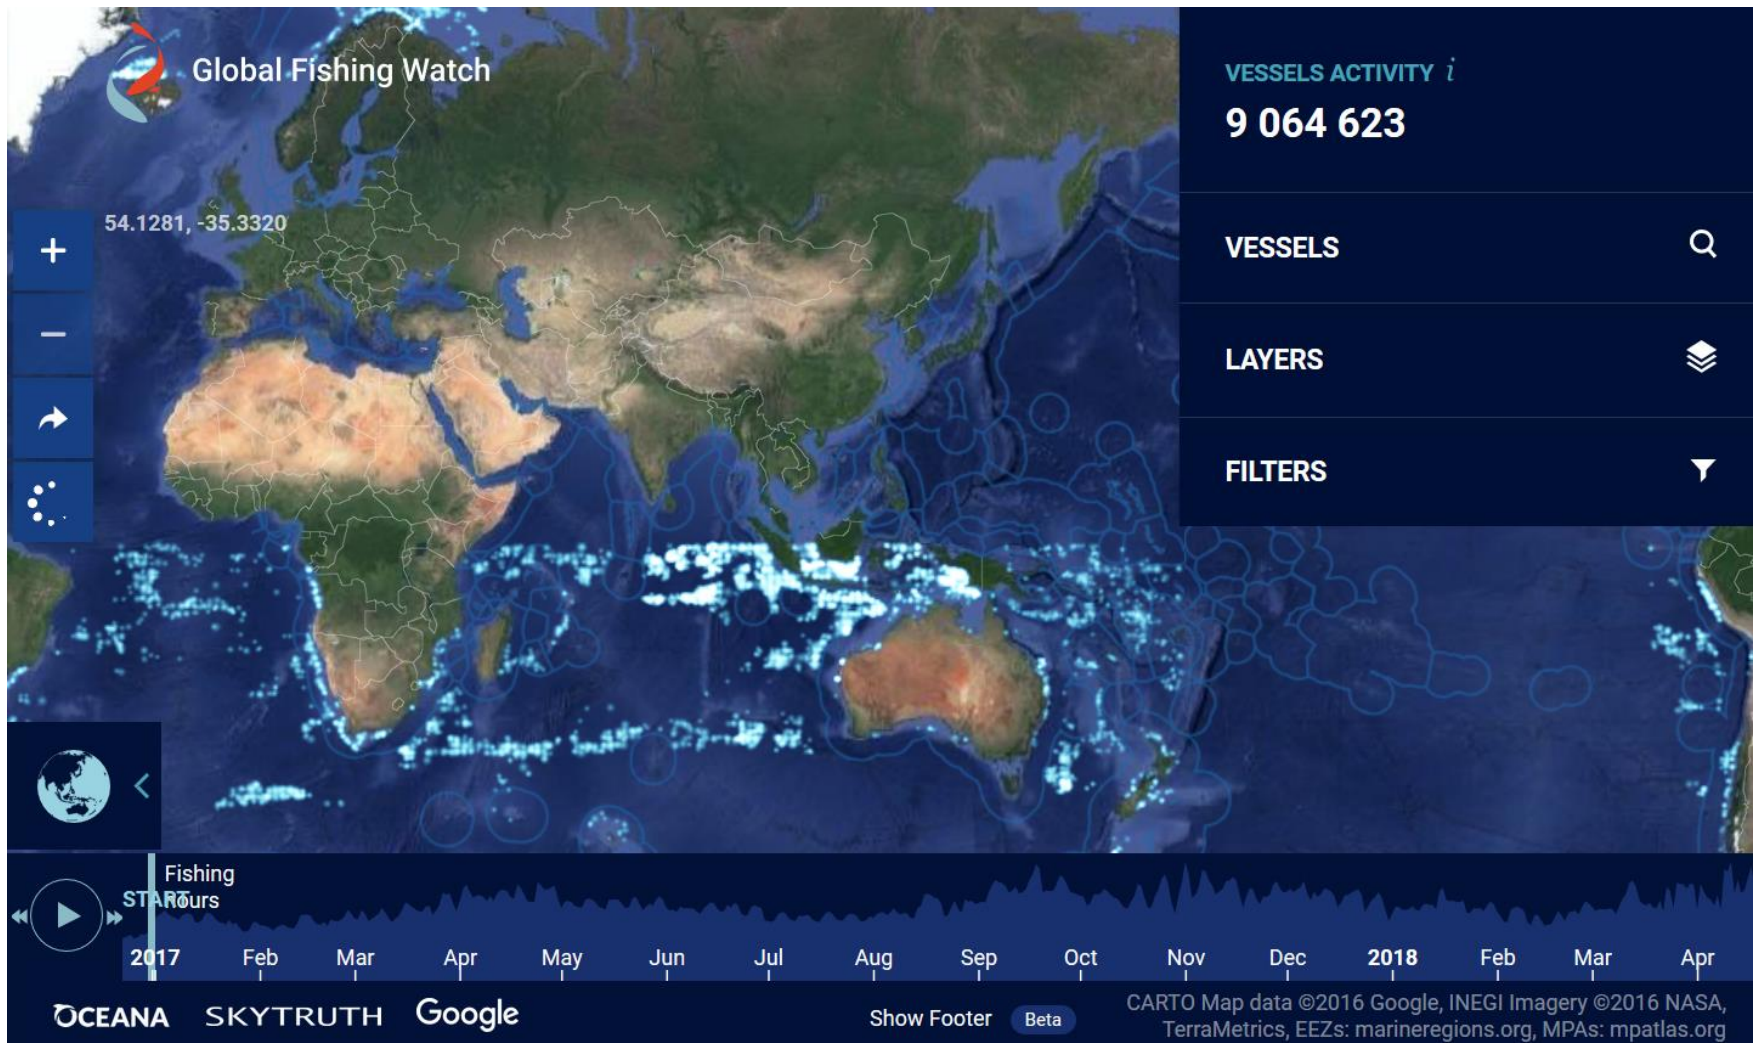 Global Fishing Watch
VESSELS ACTIVITY i
9 064 623
54.1281, -35.3320
VESSELS
LAYERS
FILTERS
Fishing
hours
START
2017 Feb Mar Apr May Jun Jul Aug Sep Oct Nov Dec 2018 Feb Mar Apr
OCEANA SKYTRUTH Google
Show Footer Beta
CARTO Map data ©2016 Google, INEGI Imagery ©2016 NASA,
TerraMetrics, EEZs: marineregions.org, MPAs: mpatlas.org